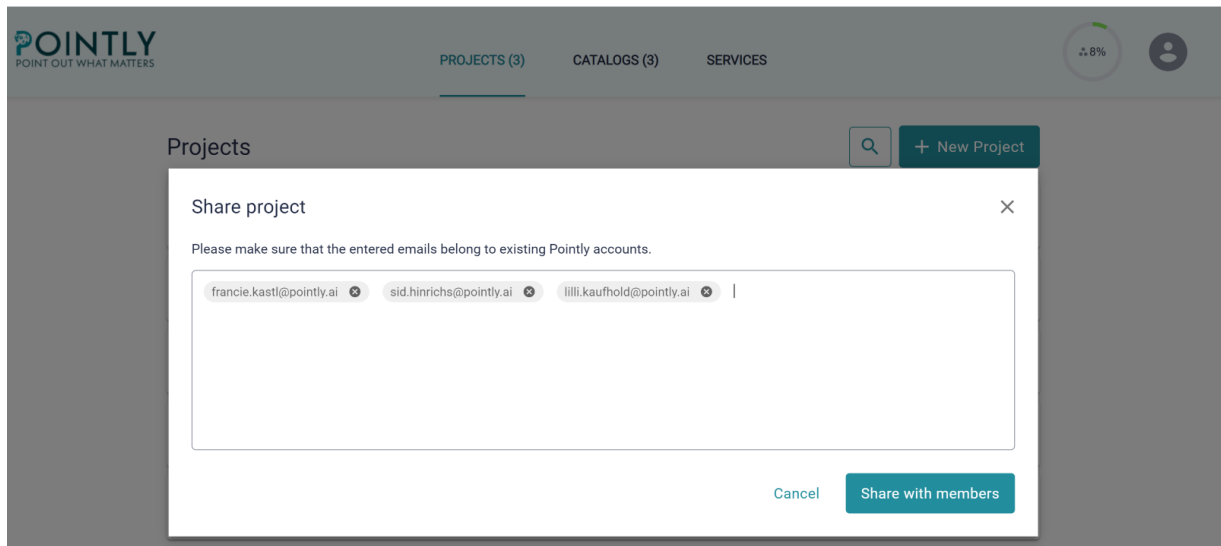 POINTLY
POINT OUT WHAT MATTERS
PROJECTS (3) CATALOGS (3) SERVICES
8%
Projects
+ New Project
Share project
Please make sure that the entered emails belong to existing Pointly accounts.
francie.kastl@pointly.ai sid.hinrichs@pointly.ai lilli.kaufhold@pointly.ai
Cancel Share with members